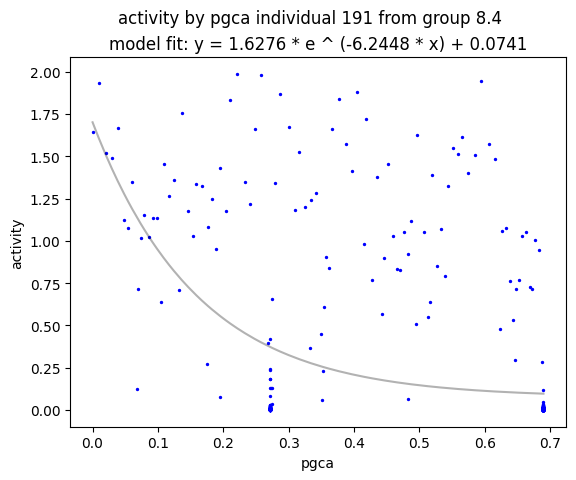 activity by pgca individual 191 from group 8.4
model fit: y = 1.6276 * e ^ (-6.2448 * x) + 0.0741
2.00
1.75
1.50
1.25
1.00
0.75
0.50
0.25
0.00
activity
0.0 0.1 0.2 0.3 0.4 0.5 0.6 0.7
pgca